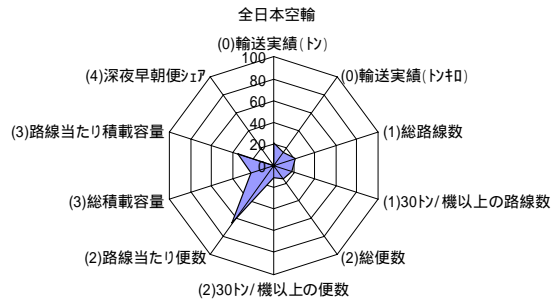 全日本空輸
(0)輸送実績(ﾄﾝ)
(0)輸送実績(ﾄﾝｷﾛ)
(1)総路線数
(1)30ﾄﾝ/機以上の路線数
(2)総便数
(2)30ﾄﾝ/機以上の便数
(2)路線当たり便数
(3)総積載容量
(3)路線当たり積載容量
(4)深夜早朝便ｼｪｱ
100
80
60
40
20
0